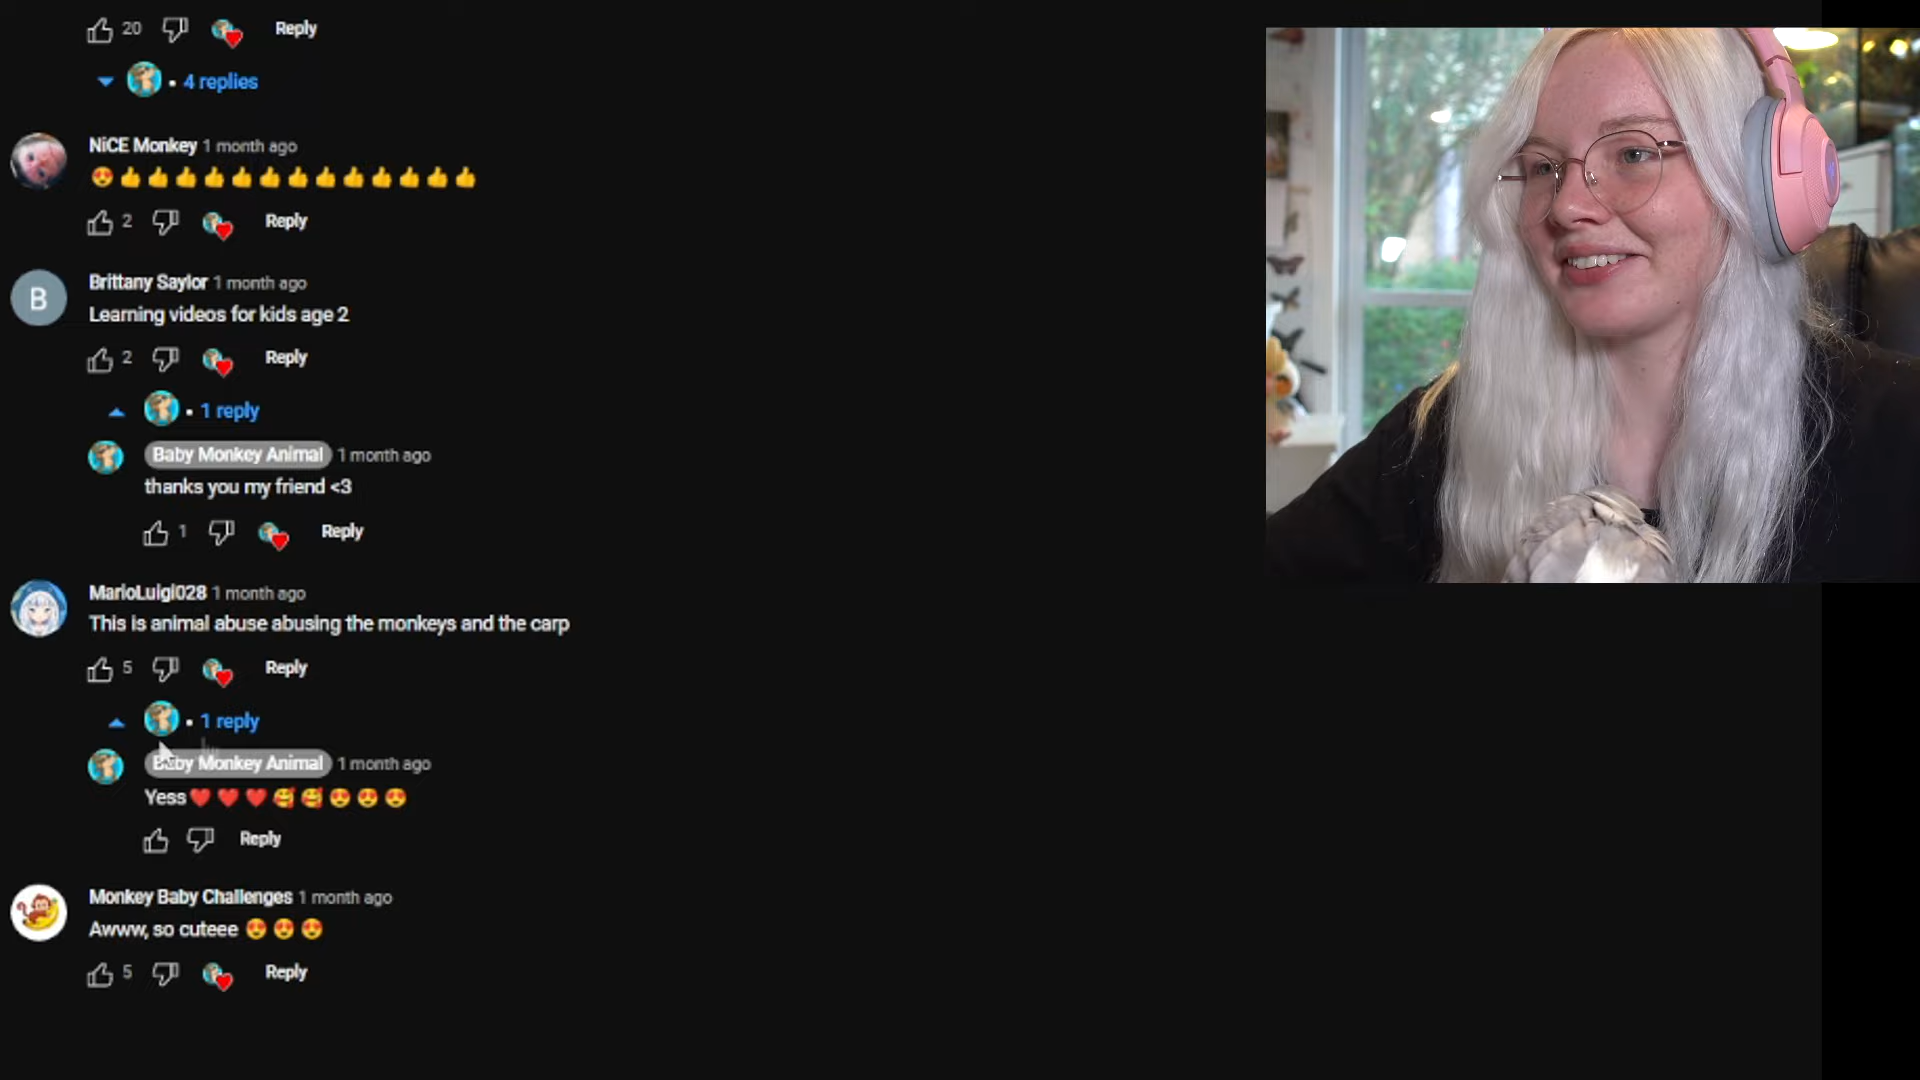 20 Reply
4 replies
NiCE Monkey 1 month ago
😍👍👍👍👍👍👍👍👍👍👍👍👍👍
2 Reply
B
Brittany Saylor 1 month ago
Learning videos for kids age 2
2 Reply
1 reply
Baby Monkey Animal 1 month ago
thanks you my friend <3
1 Reply
MarioLuigi028 1 month ago
This is animal abuse abusing the monkeys and the carp
5 Reply
1 reply
Baby Monkey Animal 1 month ago
Yess❤️❤️❤️🥰🥰😍😍😍
Reply
Monkey Baby Challenges 1 month ago
Awww, so cuteee 😍😍😍
5 Reply